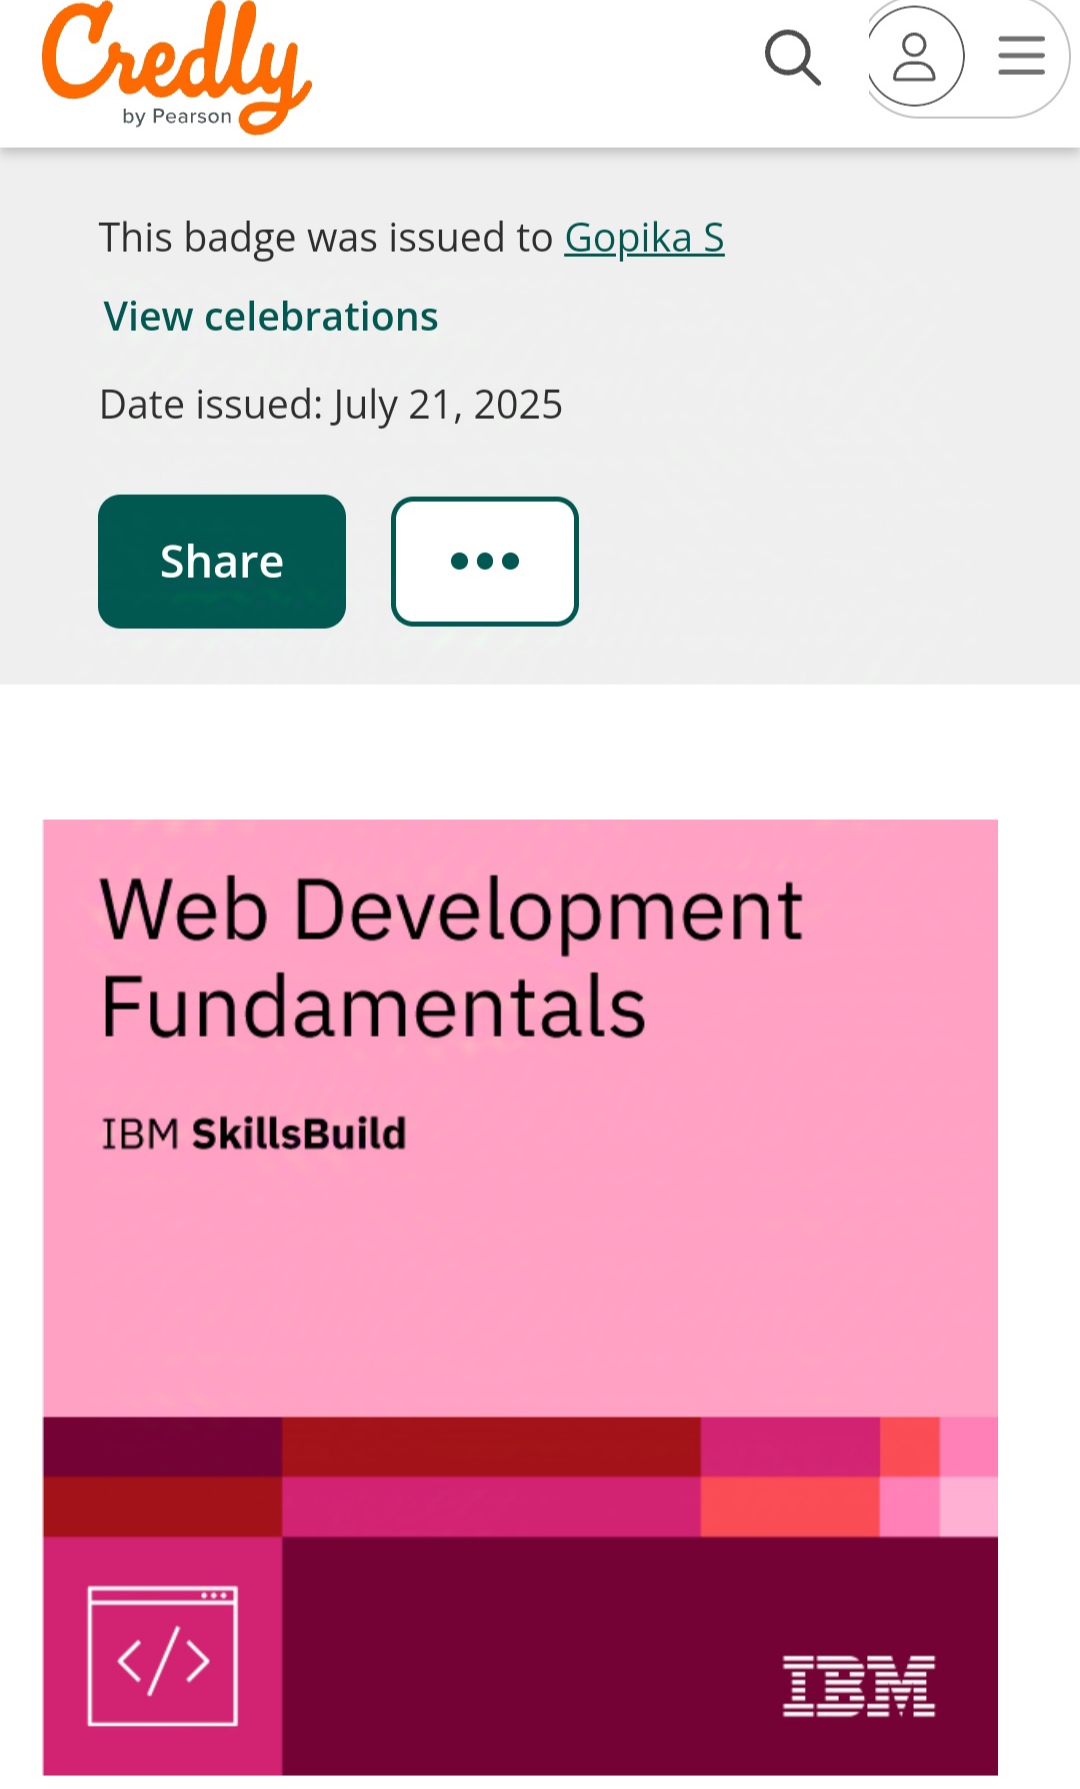 Credly
by Pearson
This badge was issued to Gopika S
View celebrations
Date issued: July 21, 2025
Share
Web Development
Fundamentals
IBM SkillsBuild
</>
IBM